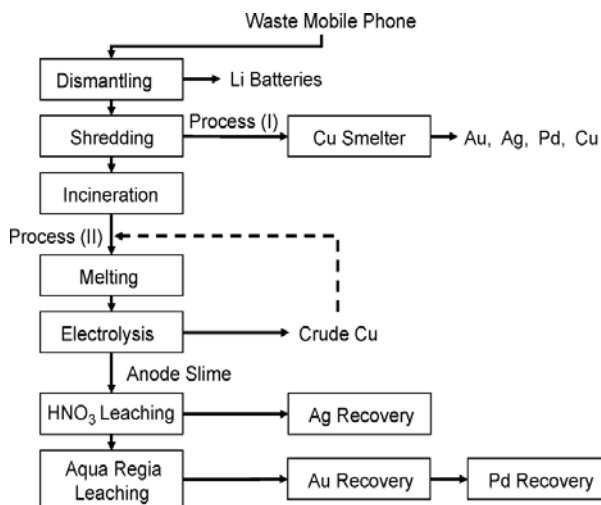 Waste Mobile Phone
Dismantling
Li Batteries
Shredding
Process (I)
Cu Smelter
Au, Ag, Pd, Cu
Incineration
Process (II)
Melting
Electrolysis
Crude Cu
Anode Slime
HNO₃ Leaching
Ag Recovery
Aqua Regia
Leaching
Au Recovery
Pd Recovery